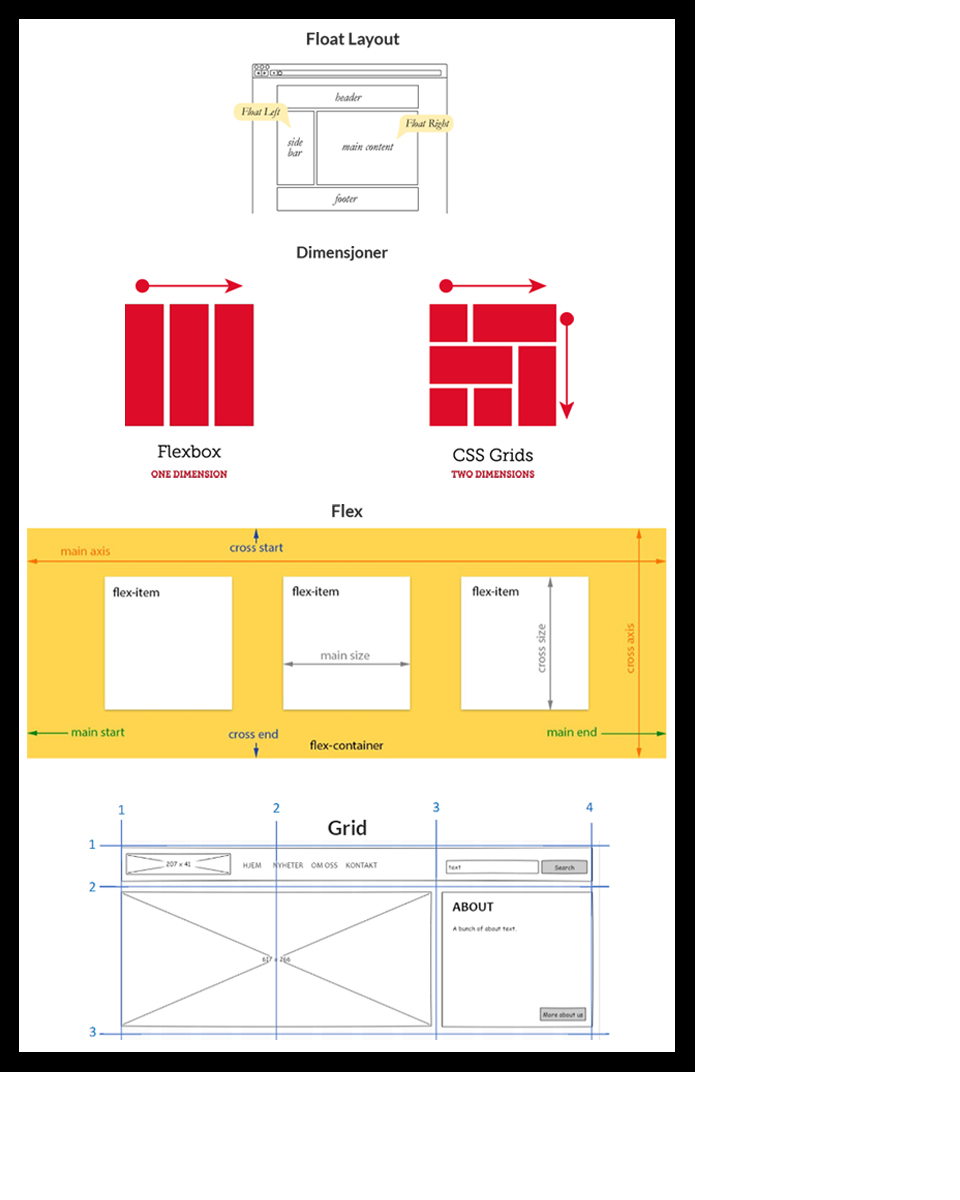 Float Layout
header
Float Left
Float Right
side
bar
main content
footer
Dimensjoner
Flexbox
ONE DIMENSION
CSS Grids
TWO DIMENSIONS
Flex
main axis
cross start
flex-item
flex-item
flex-item
main size
cross size
cross axis
main start
cross end
main end
flex-container
1
2
3
4
Grid
1
207 x 41
HJEM
NYHETER
OM OSS
KONTAKT
text
Search
2
ABOUT
A bunch of about text.
More about us
3